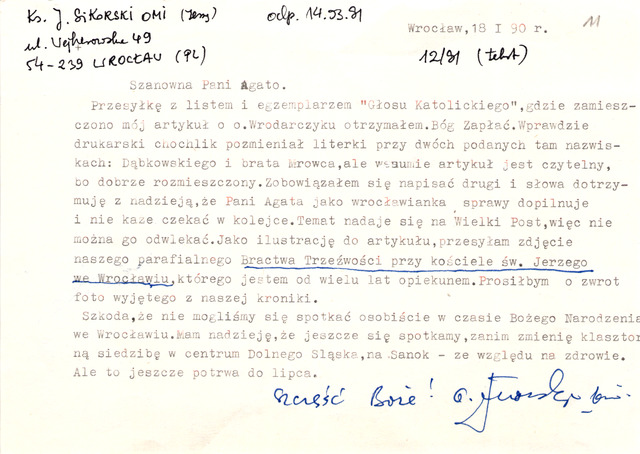 Ks. J. SIKORSKI OMI (Jerzy)
odp. 14.03.91
11
Wrocław, 18 I 90 r.
ul. Wejherowska 49
54-239 WROCŁAW (PL)
12/91 (tekst)
Szanowna Pani Agato.
Przesyłkę z listem i egzemplarzem "Głosu Katolickiego",gdzie zamiesz-
czono mój artykuł o o.Wrodarczyku otrzymałem.Bóg Zapłać.Wprawdzie
drukarski chochlik pozmieniał literki przy dwóch podanych tam nazwis-
kach: Dąbkowskiego i brata Mrowca,ale wsumie artykuł jest czytelny,
bo dobrze rozmieszczony.Zobowiązałem się napisać drugi i słowa dotrzy-
muję z nadzieją,że Pani Agata jako wrocławianka sprawy dopilnuje
i nie każe czekać w kolejce.Temat nadaje się na Wielki Post,więc nie
można go odwlekać.Jako ilustrację do artykułu,przesyłam zdjęcie
naszego parafialnego Bractwa Trzeźwości przy kościele św. Jerzego
we Wrocławiu,którego jestem od wielu lat opiekunem.Prosiłbym o zwrot
foto wyjętego z naszej kroniki.
Szkoda,że nie mogliśmy się spotkać osobiście w czasie Bożego Narodzenia
we Wrocławiu.Mam nadzieję,że jeszcze się spotkamy,zanim zmienię klasztor
ną siedzibę w centrum Dolnego Śląska,na Sanok - ze względu na zdrowie.
Ale to jeszcze potrwa do lipca.
Szczęść Boże! o.